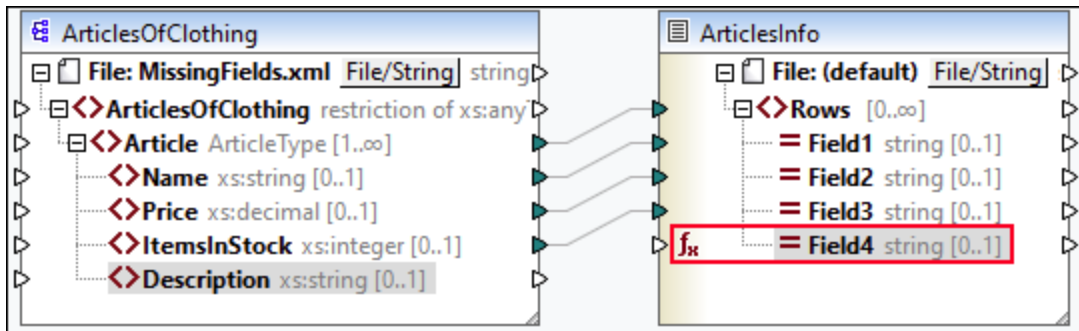 ArticlesOfClothing
File: MissingFields.xml File/String string
<>ArticlesOfClothing restriction of xs:anyT
<>Article ArticleType [1..∞]
<>Name xs:string [0..1]
<>Price xs:decimal [0..1]
<>ItemsInStock xs:integer [0..1]
<>Description xs:string [0..1]
ArticlesInfo
File: (default) File/String
<>Rows [0..∞]
= Field1 string [0..1]
= Field2 string [0..1]
= Field3 string [0..1]
fx = Field4 string [0..1]